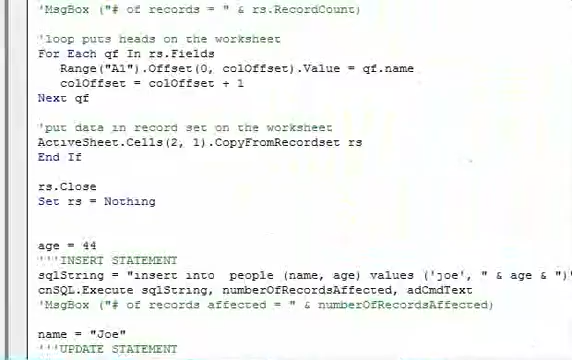 'MsgBox ("# of records = " & rs.RecordCount)
'loop puts heads on the worksheet
For Each qf In rs.Fields
Range("A1").Offset(0, colOffset).Value = qf.name
colOffset = colOffset + 1
Next qf
'put data in record set on the worksheet
ActiveSheet.Cells(2, 1).CopyFromRecordset rs
End If
rs.Close
Set rs = Nothing
age = 44
''''INSERT STATEMENT
sqlString = "insert into  people (name, age) values ('joe', " & age & ")"
cnSQL.Execute sqlString, numberOfRecordsAffected, adCmdText
'MsgBox ("# of records affected = " & numberOfRecordsAffected)
name = "Joe"
''''UPDATE STATEMENT